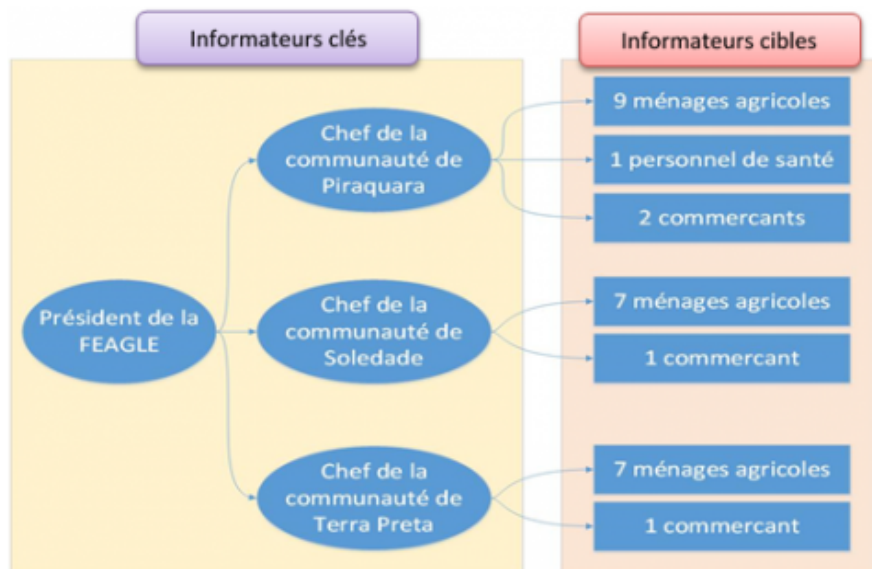 Informateurs clés
Informateurs cibles
Président de la
FEAGLE
Chef de la
communauté de
Piraquara
9 ménages agricoles
1 personnel de santé
2 commercants
Chef de la
communauté de
Soledade
7 ménages agricoles
1 commercant
Chef de la
communauté de
Terra Preta
7 ménages agricoles
1 commercant